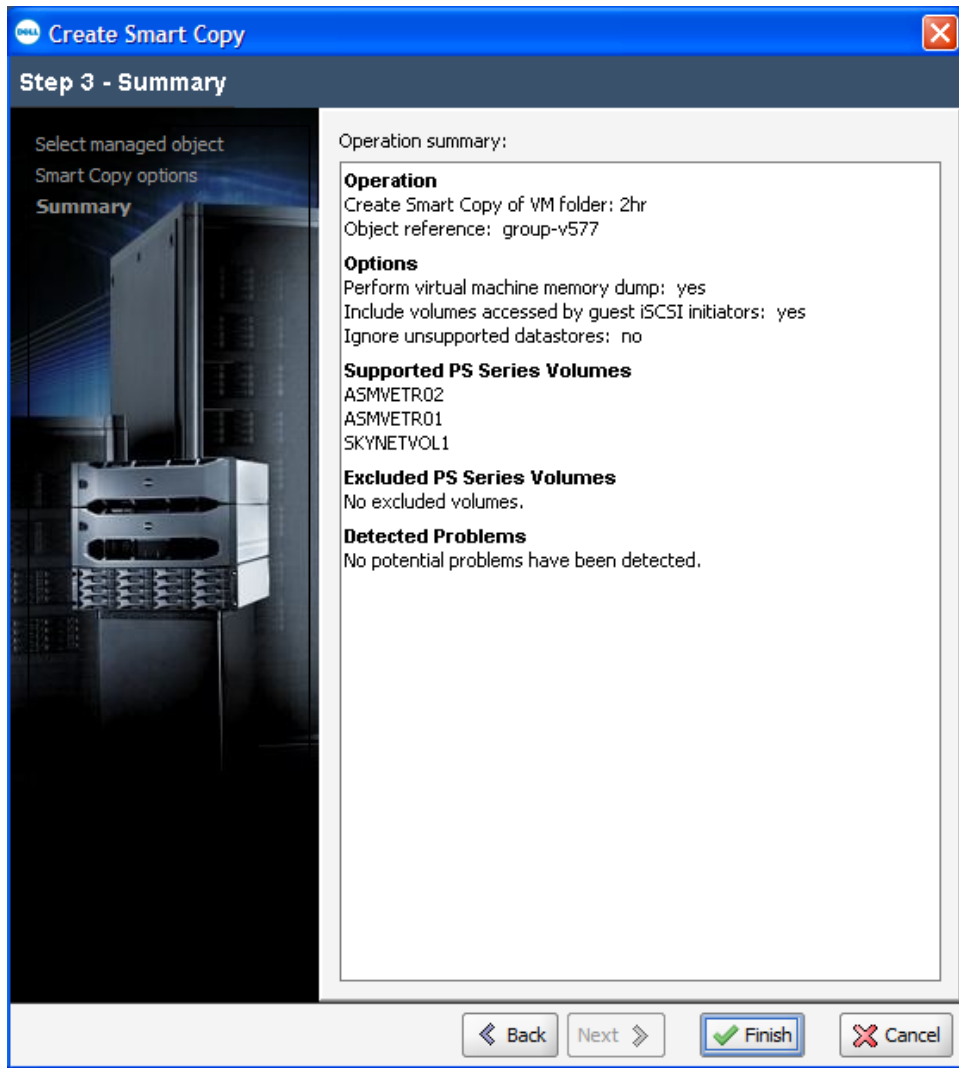 DELL
Create Smart Copy
Step 3 - Summary
Select managed object
Smart Copy options
Summary
Operation summary:
Operation
Create Smart Copy of VM folder: 2hr
Object reference: group-v577
Options
Perform virtual machine memory dump: yes
Include volumes accessed by guest iSCSI initiators: yes
Ignore unsupported datastores: no
Supported PS Series Volumes
ASMVETR02
ASMVETR01
SKYNETVOL1
Excluded PS Series Volumes
No excluded volumes.
Detected Problems
No potential problems have been detected.
Back
Next
Finish
Cancel